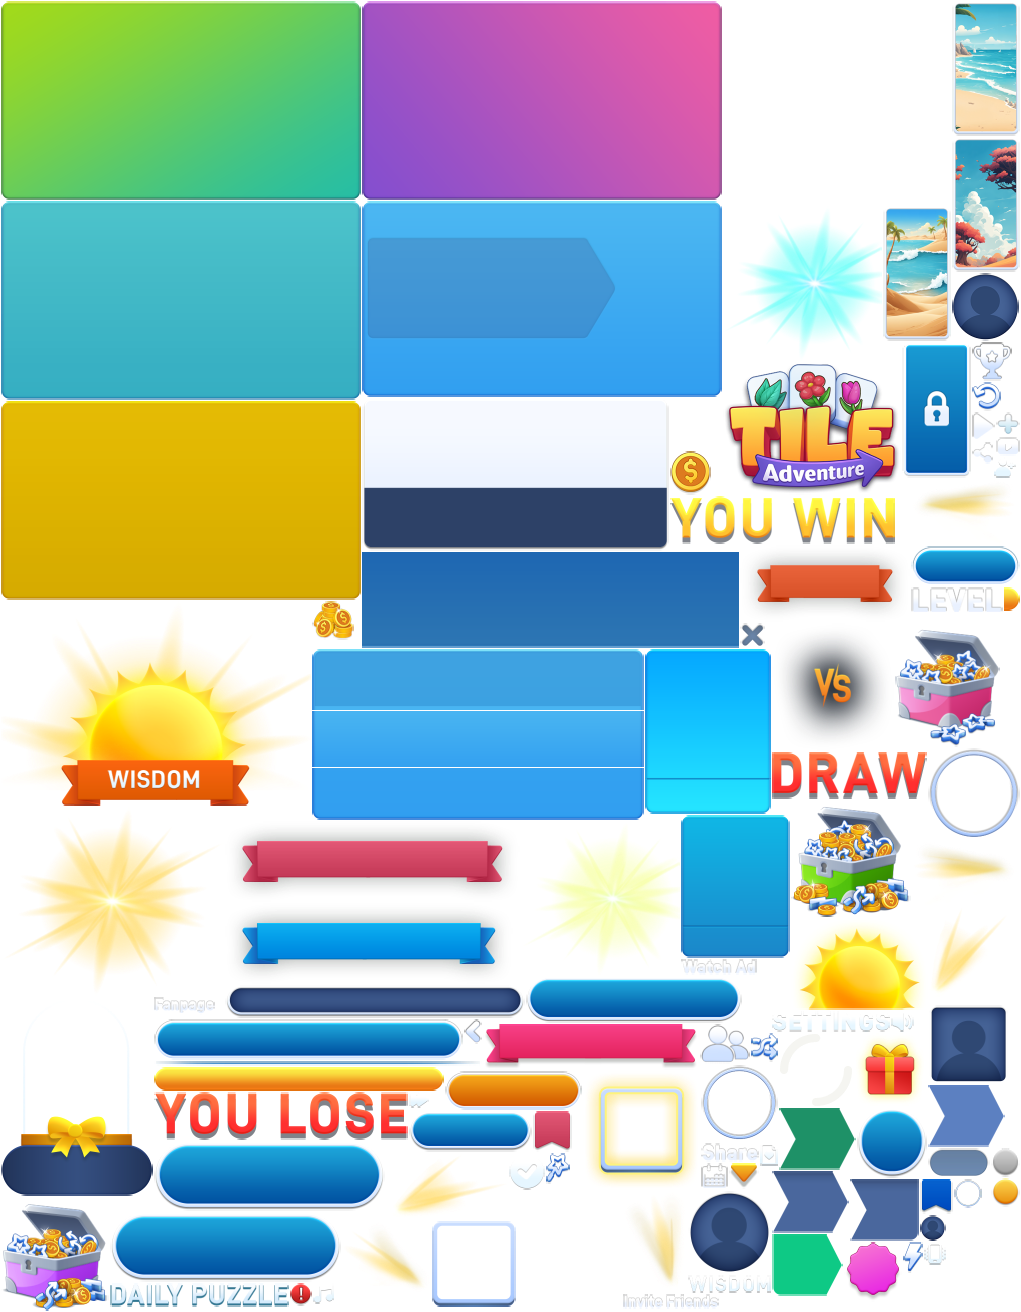 TILE
Adventure
YOU WIN
LEVEL
VS
WISDOM
DRAW
Watch Ad
Fanpage
SETTINGS
YOU LOSE
Share
WISDOM
DAILY PUZZLE
Invite Friends